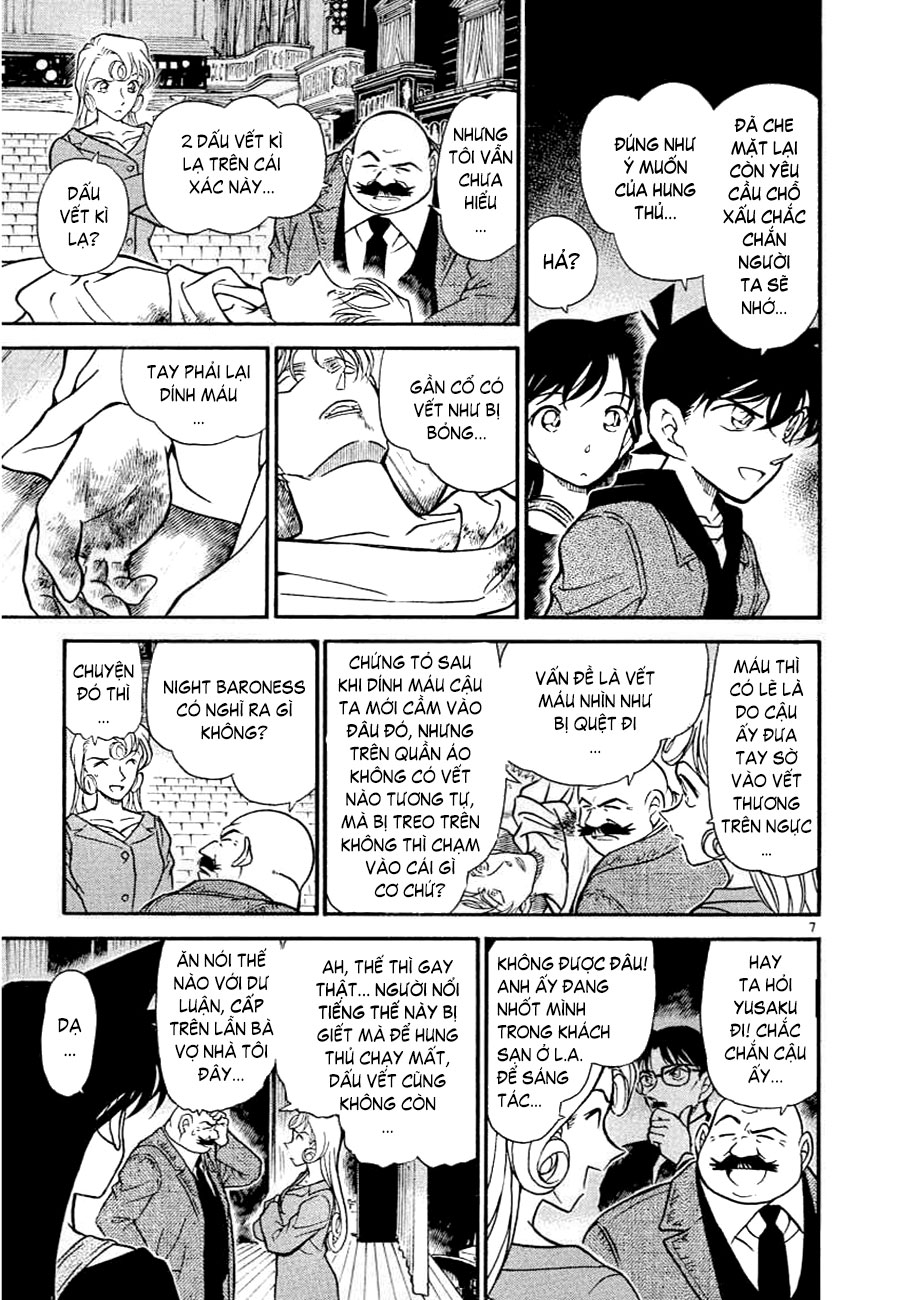 ĐÀ CHE
MẶT LẠI
CÒN YÊU
CẦU CHỖ
XẤU CHẮC
CHẮN
NGƯỜI
TA SẼ
NHỚ...
ĐÚNG NHƯ
Ý MUỐN
CỦA HUNG
THỦ...
HẢ?
NHƯNG
TÔI VẪN
CHƯA
HIỂU
...
2 DẤU VẾT KÌ
LẠ TRÊN CÁI
XÁC NÀY...
DẤU
VẾT KÌ
LẠ?
GẦN CỔ CÓ
VẾT NHƯ BỊ
BỎNG...
TAY PHẢI LẠI
DÍNH MÁU
...
MÁU THÌ
CÓ LẼ LÀ
DO CẬU
ẤY ĐƯA
TAY SỜ
VÀO VẾT
THƯƠNG
TRÊN NGỰC
...
VẤN ĐỀ LÀ VẾT
MÁU NHÌN NHƯ
BỊ QUỆT ĐI
...
CHỨNG TỎ SAU
KHI DÍNH MÁU CẬU
TA MỚI CẦM VÀO
ĐÂU ĐÓ, NHƯNG
TRÊN QUẦN ÁO
KHÔNG CÓ VẾT
NÀO TƯƠNG TỰ,
MÀ BỊ TREO TRÊN
KHÔNG THÌ CHẠM
VÀO CÁI GÌ
CƠ CHỨ?
NIGHT BARONESS
CÓ NGHĨ RA GÌ
KHÔNG?
CHUYỆN
ĐÓ THÌ
...
7
HAY
TA HỎI
YUSAKU
ĐI! CHẮC
CHẮN CẬU
ẤY...
KHÔNG ĐƯỢC ĐÂU!
ANH ẤY ĐANG
NHỐT MÌNH
TRONG KHÁCH
SẠN Ở L.A.
ĐỂ SÁNG
TÁC...
AH, THẾ THÌ GAY
THẬT... NGƯỜI NỔI
TIẾNG THẾ NÀY BỊ
GIẾT MÀ ĐỂ HUNG
THỦ CHẠY MẤT,
DẤU VẾT CŨNG
KHÔNG CÒN
...
ĂN NÓI THẾ
NÀO VỚI DƯ
LUẬN, CẤP
TRÊN LẪN BÀ
VỢ NHÀ TÔI
ĐÂY...
DẠ
...